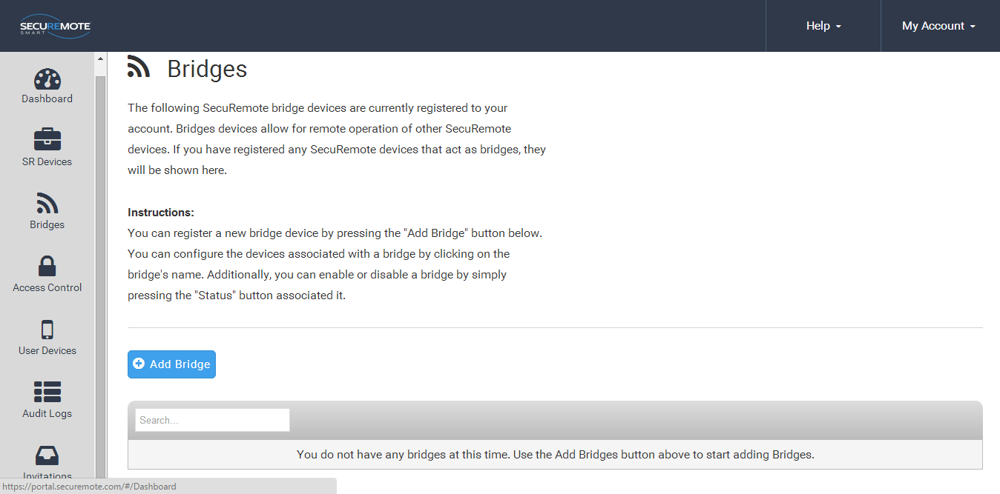 SECUREMOTE
SMART
Help
My Account
Dashboard
SR Devices
Bridges
Access Control
User Devices
Audit Logs
Invitations
Bridges
The following SecuRemote bridge devices are currently registered to your
account. Bridges devices allow for remote operation of other SecuRemote
devices. If you have registered any SecuRemote devices that act as bridges, they
will be shown here.
Instructions:
You can register a new bridge device by pressing the "Add Bridge" button below.
You can configure the devices associated with a bridge by clicking on the
bridge's name. Additionally, you can enable or disable a bridge by simply
pressing the "Status" button associated it.
Add Bridge
Search...
You do not have any bridges at this time. Use the Add Bridges button above to start adding Bridges.
https://portal.securemote.com/#/Dashboard